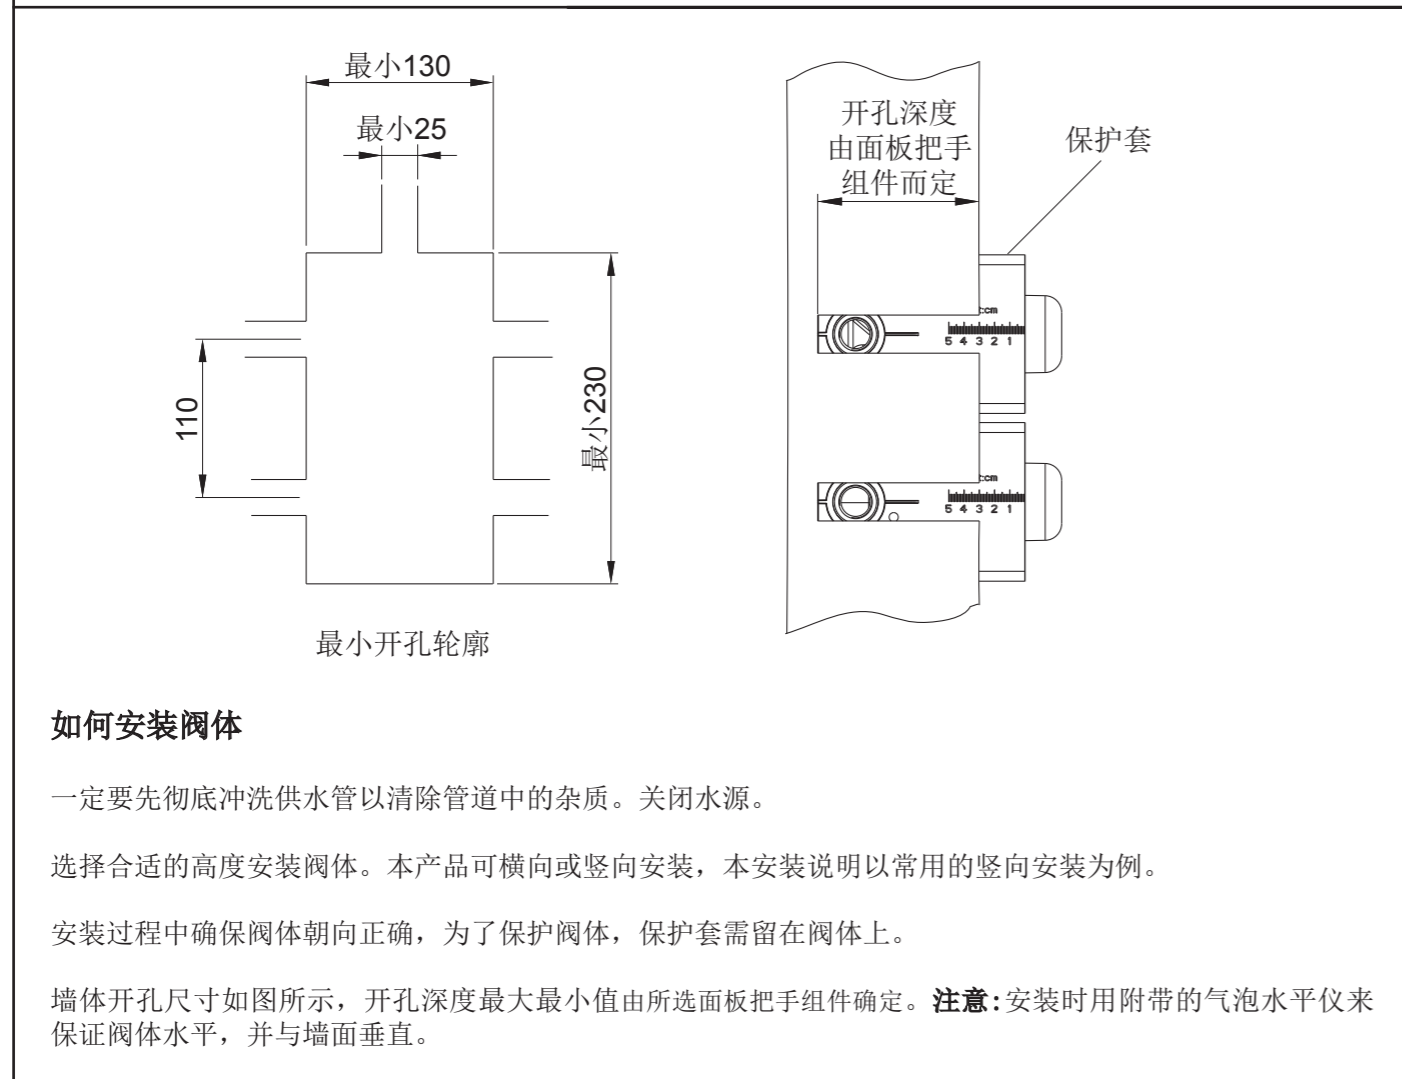 最小130
最小25
110
最小230
最小开孔轮廓
开孔深度
由面板把手
组件而定
保护套
:cm
5 4 3 2 1
:cm
5 4 3 2 1
如何安装阀体
一定要先彻底冲洗供水管以清除管道中的杂质。关闭水源。
选择合适的高度安装阀体。本产品可横向或竖向安装，本安装说明以常用的竖向安装为例。
安装过程中确保阀体朝向正确，为了保护阀体，保护套需留在阀体上。
墙体开孔尺寸如图所示，开孔深度最大最小值由所选面板把手组件确定。注意:安装时用附带的气泡水平仪来
保证阀体水平，并与墙面垂直。